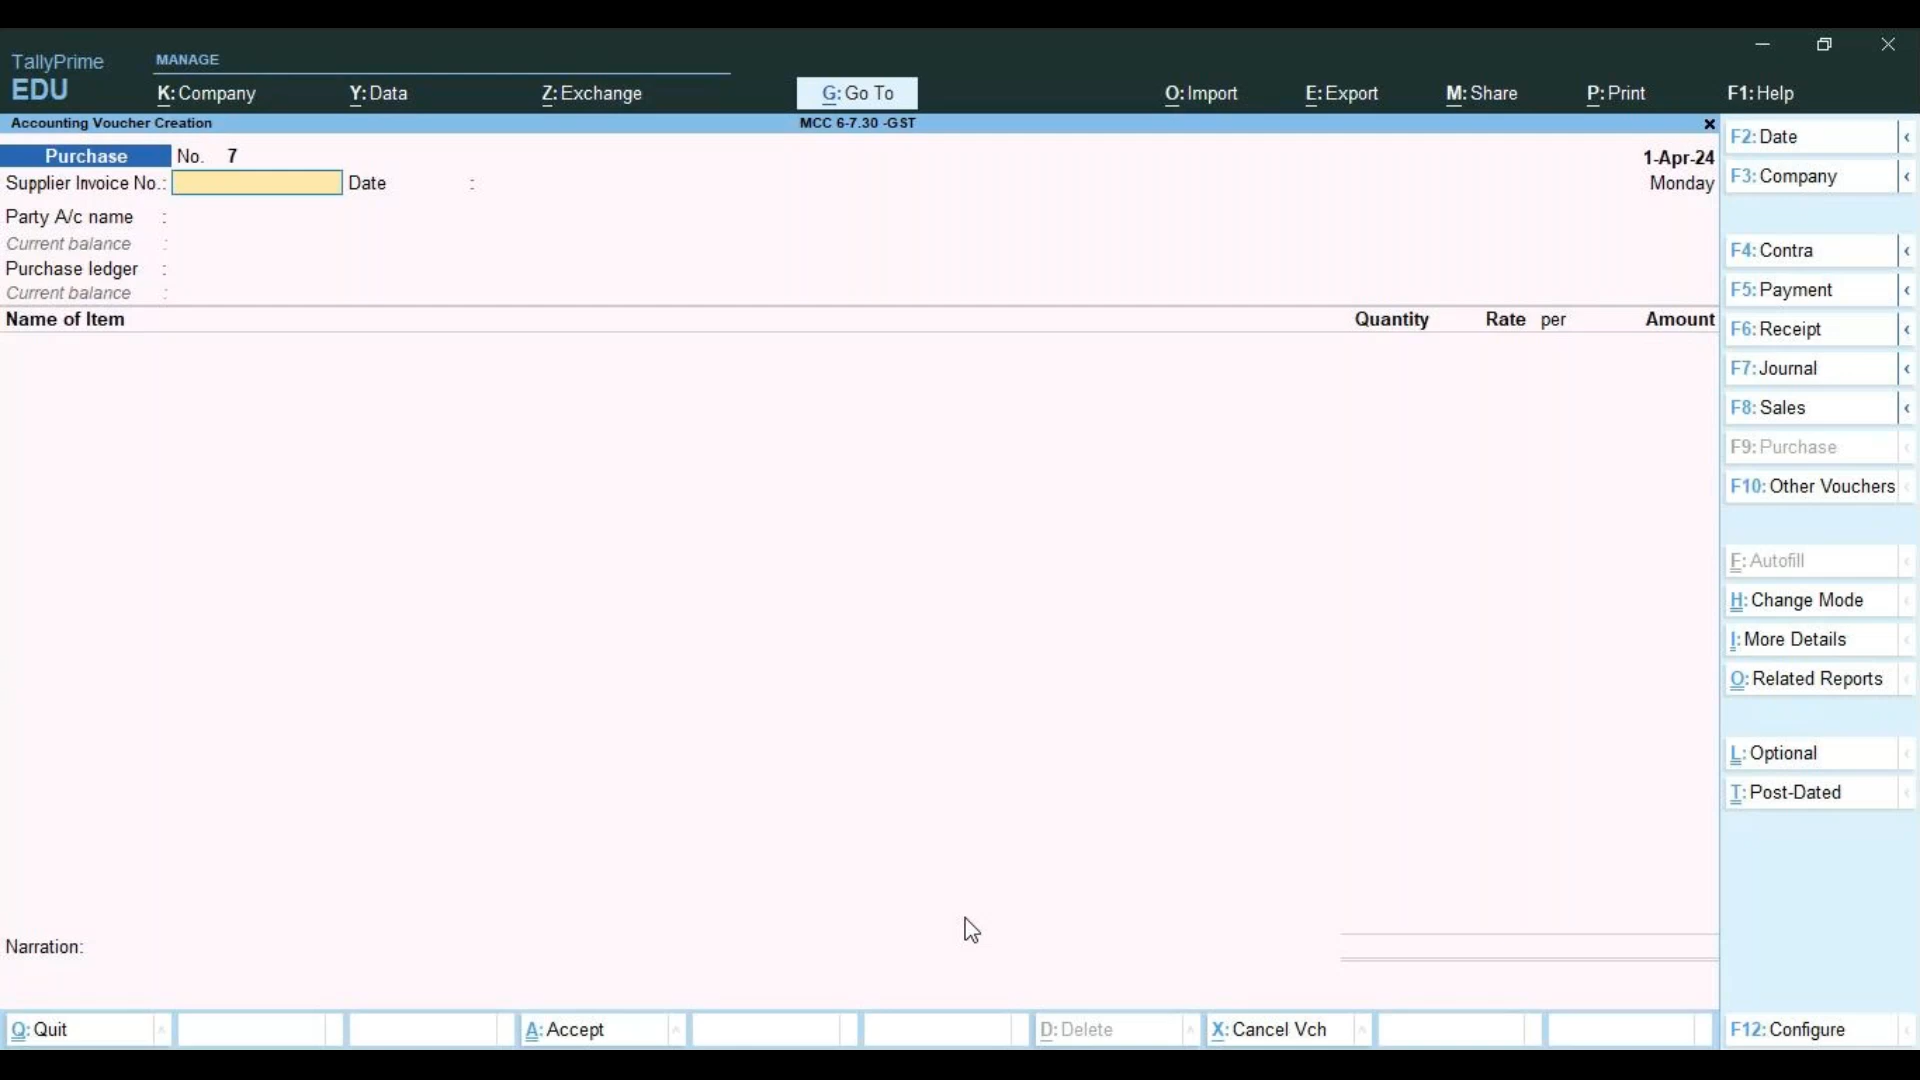 TallyPrime
EDU
MANAGE
K: Company
Y: Data
Z: Exchange
G: Go To
O: Import
E: Export
M: Share
P: Print
F1: Help
Accounting Voucher Creation
MCC 6-7.30 -GST
Purchase No. 7
1-Apr-24
Supplier Invoice No.: Date :
Monday
Party A/c name :
Current balance :
Purchase ledger :
Current balance :
Name of Item Quantity Rate per Amount
Narration:
F2: Date
F3: Company
F4: Contra
F5: Payment
F6: Receipt
F7: Journal
F8: Sales
F9: Purchase
F10: Other Vouchers
F: Autofill
H: Change Mode
I: More Details
O: Related Reports
L: Optional
T: Post-Dated
Q: Quit
A: Accept
D: Delete
X: Cancel Vch
F12: Configure